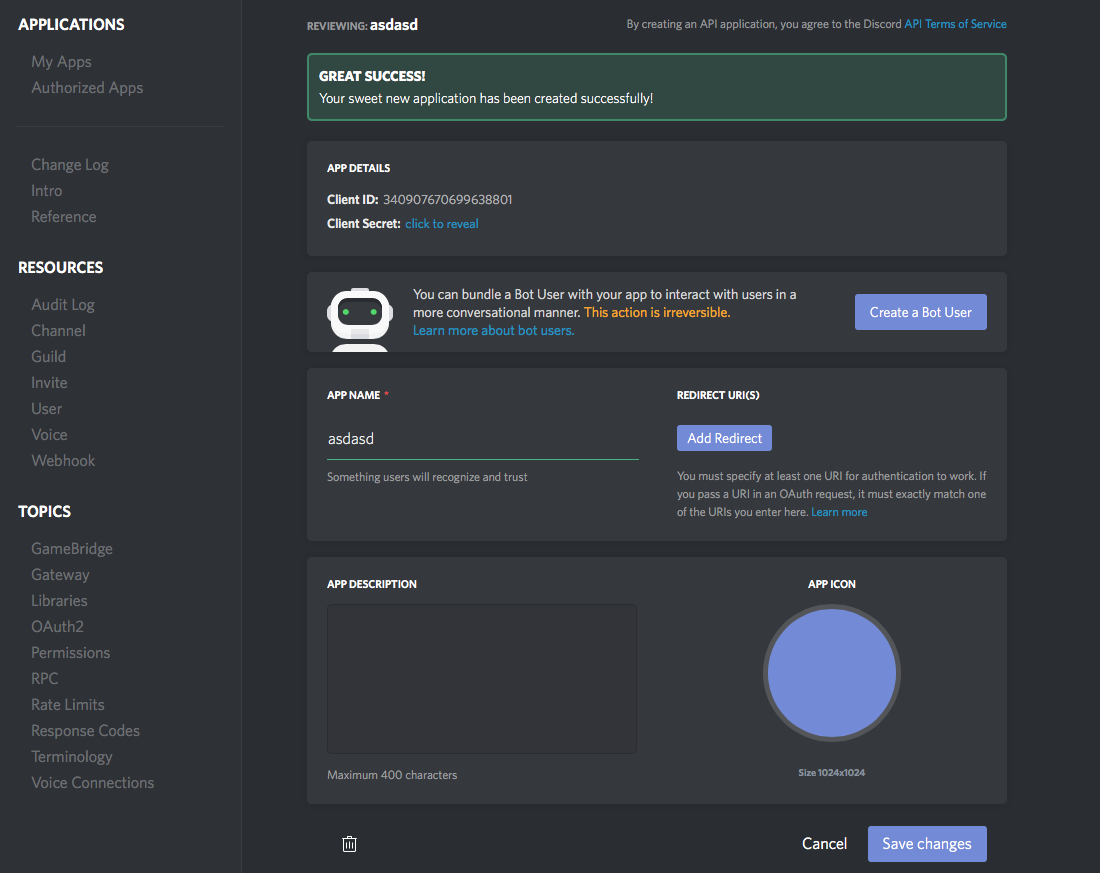 APPLICATIONS
My Apps
Authorized Apps
Change Log
Intro
Reference
RESOURCES
Audit Log
Channel
Guild
Invite
User
Voice
Webhook
TOPICS
GameBridge
Gateway
Libraries
OAuth2
Permissions
RPC
Rate Limits
Response Codes
Terminology
Voice Connections
REVIEWING: asdasd
By creating an API application, you agree to the Discord API Terms of Service
GREAT SUCCESS!
Your sweet new application has been created successfully!
APP DETAILS
Client ID: 340907670699638801
Client Secret: click to reveal
You can bundle a Bot User with your app to interact with users in a
more conversational manner. This action is irreversible.
Learn more about bot users.
Create a Bot User
APP NAME *
asdasd
Something users will recognize and trust
REDIRECT URI(S)
Add Redirect
You must specify at least one URI for authentication to work. If
you pass a URI in an OAuth request, it must exactly match one
of the URIs you enter here. Learn more
APP DESCRIPTION
Maximum 400 characters
APP ICON
Size 1024x1024
Cancel
Save changes